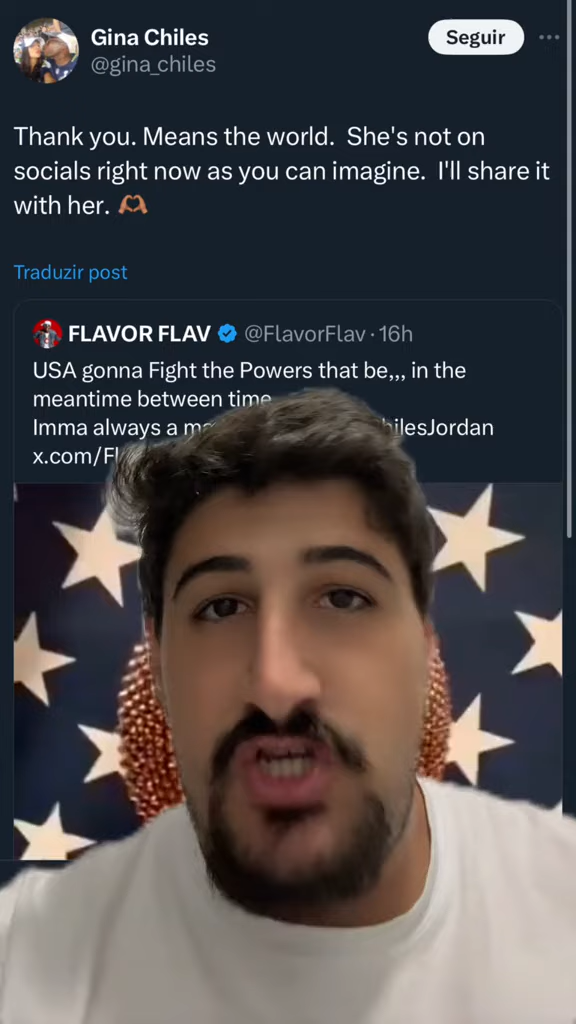 Gina Chiles
Seguir
@gina_chiles
Thank you. Means the world. She's not on
socials right now as you can imagine. I'll share it
with her. 🫶🏽
Traduzir post
FLAVOR FLAV @FlavorFlav · 16h
USA gonna Fight the Powers that be,,, in the
meantime between time
Imma always a
x.com/